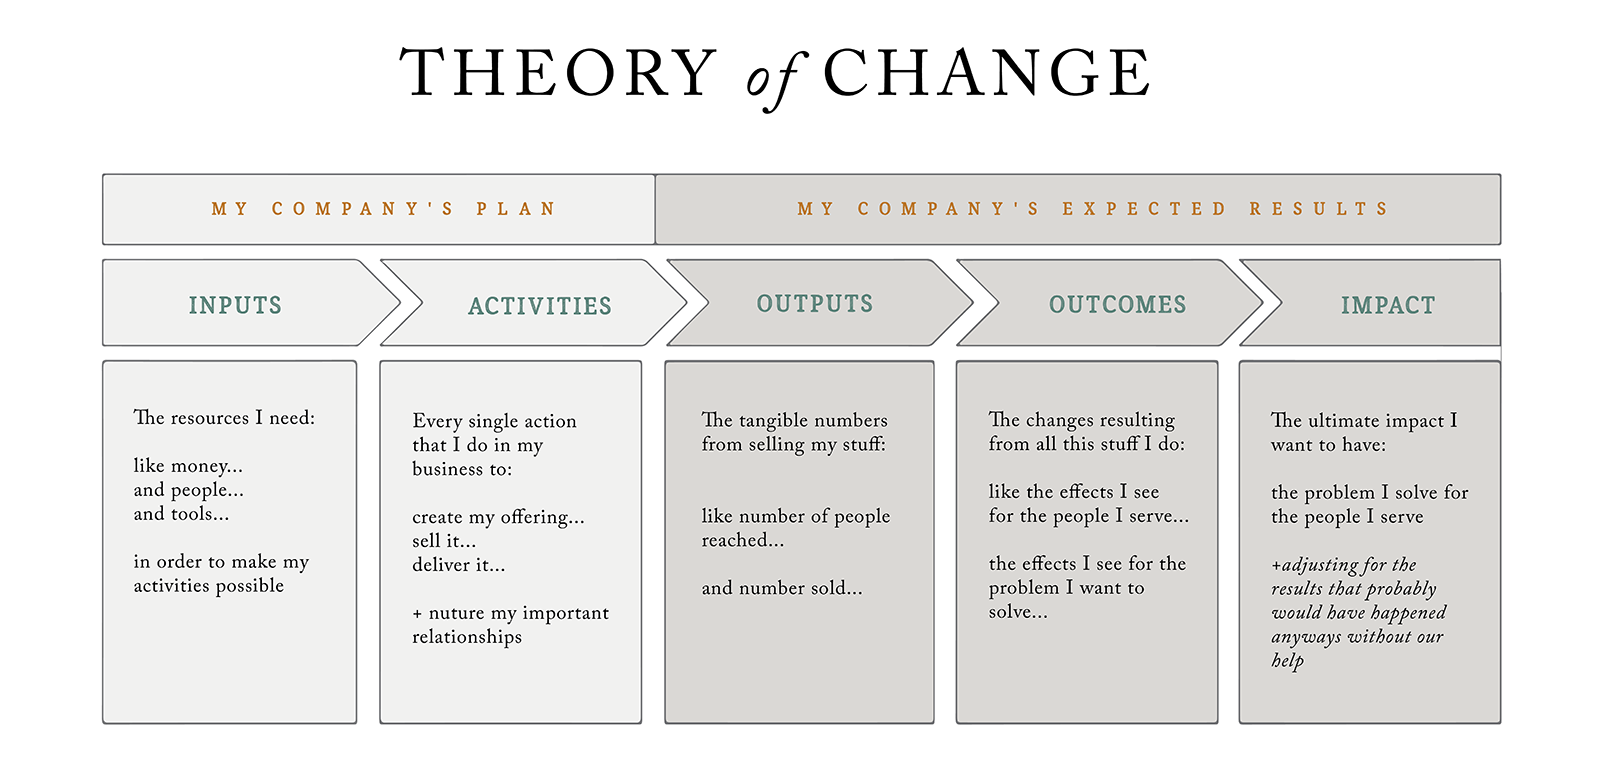 THEORY of CHANGE
MY COMPANY'S PLAN
MY COMPANY'S EXPECTED RESULTS
INPUTS
ACTIVITIES
OUTPUTS
OUTCOMES
IMPACT
The resources I need:
like money...
and people...
and tools...
in order to make my
activities possible
Every single action
that I do in my
business to:
create my offering...
sell it...
deliver it...
+ nuture my important
relationships
The tangible numbers
from selling my stuff:
like number of people
reached...
and number sold...
The changes resulting
from all this stuff I do:
like the effects I see
for the people I serve...
the effects I see for the
problem I want to
solve...
The ultimate impact I
want to have:
the problem I solve for
the people I serve
+adjusting for the
results that probably
would have happened
anyways without our
help